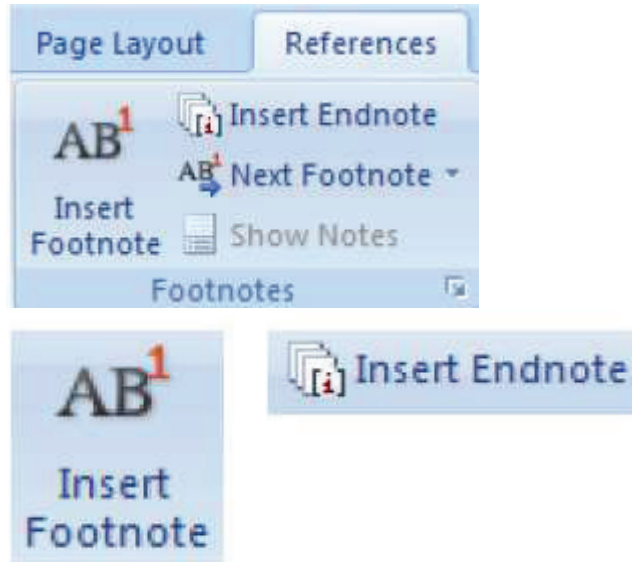 Page Layout References
AB1 [i] Insert Endnote
AB1 Next Footnote
Insert
Footnote Show Notes
Footnotes
AB1 [i] Insert Endnote
Insert
Footnote